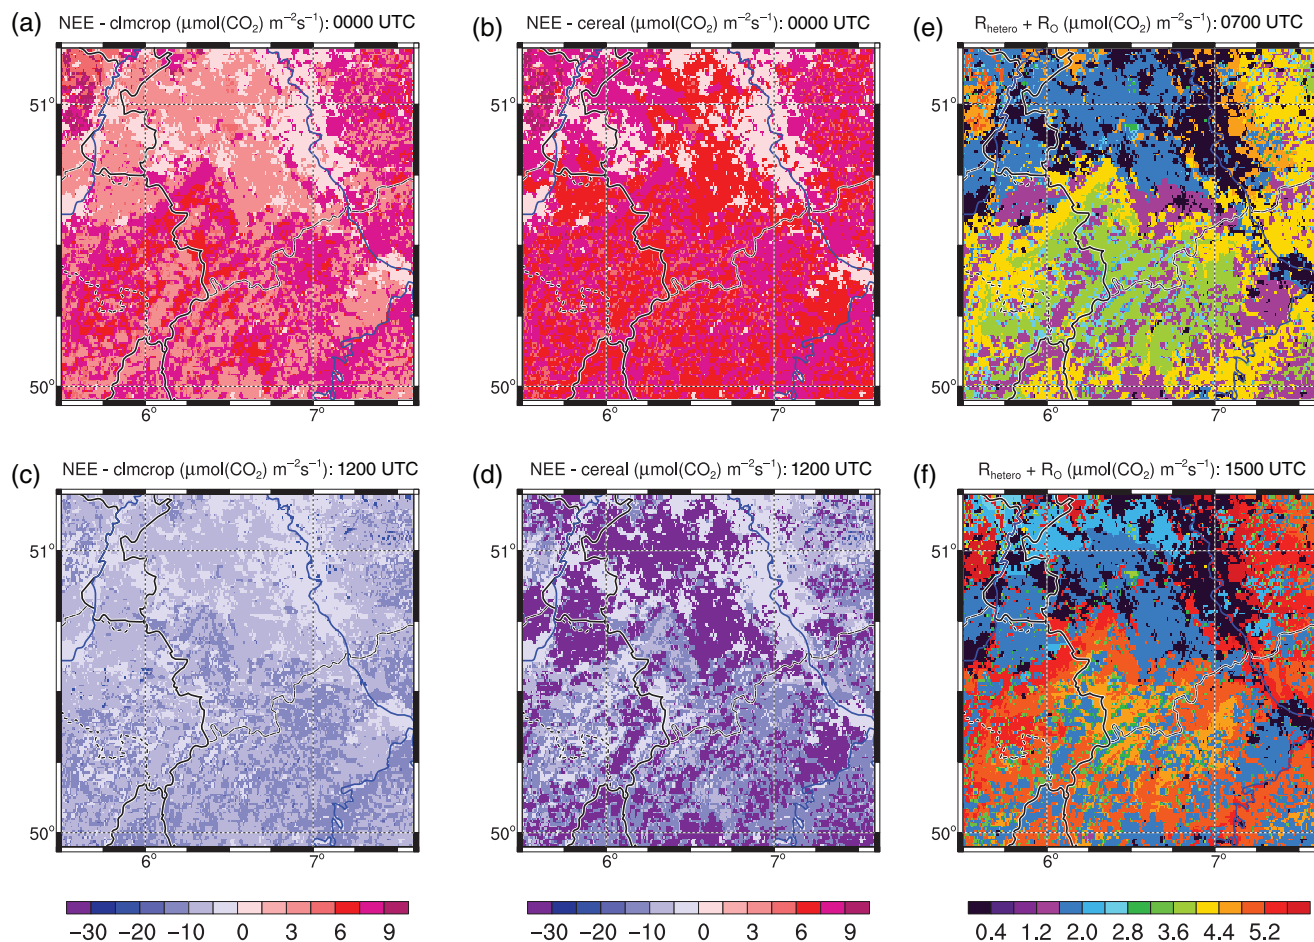 (a) NEE - clmcrop (μmol(CO₂) m⁻²s⁻¹): 0000 UTC
(b) NEE - cereal (μmol(CO₂) m⁻²s⁻¹): 0000 UTC
(e) R_hetero + R_O (μmol(CO₂) m⁻²s⁻¹): 0700 UTC
51° 51° 51°
50° 50° 50°
6° 7° 6° 7° 6° 7°
(c) NEE - clmcrop (μmol(CO₂) m⁻²s⁻¹): 1200 UTC
(d) NEE - cereal (μmol(CO₂) m⁻²s⁻¹): 1200 UTC
(f) R_hetero + R_O (μmol(CO₂) m⁻²s⁻¹): 1500 UTC
51° 51° 51°
50° 50° 50°
6° 7° 6° 7° 6° 7°
−30 −20 −10 0 3 6 9
−30 −20 −10 0 3 6 9
0.4 1.2 2.0 2.8 3.6 4.4 5.2